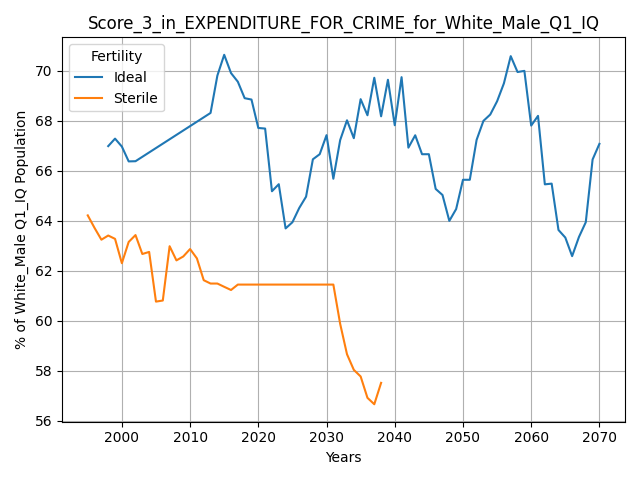 Score_3_in_EXPENDITURE_FOR_CRIME_for_White_Male_Q1_IQ
Fertility
Ideal
Sterile
% of White_Male Q1_IQ Population
70
68
66
64
62
60
58
56
2000
2010
2020
2030
2040
2050
2060
2070
Years